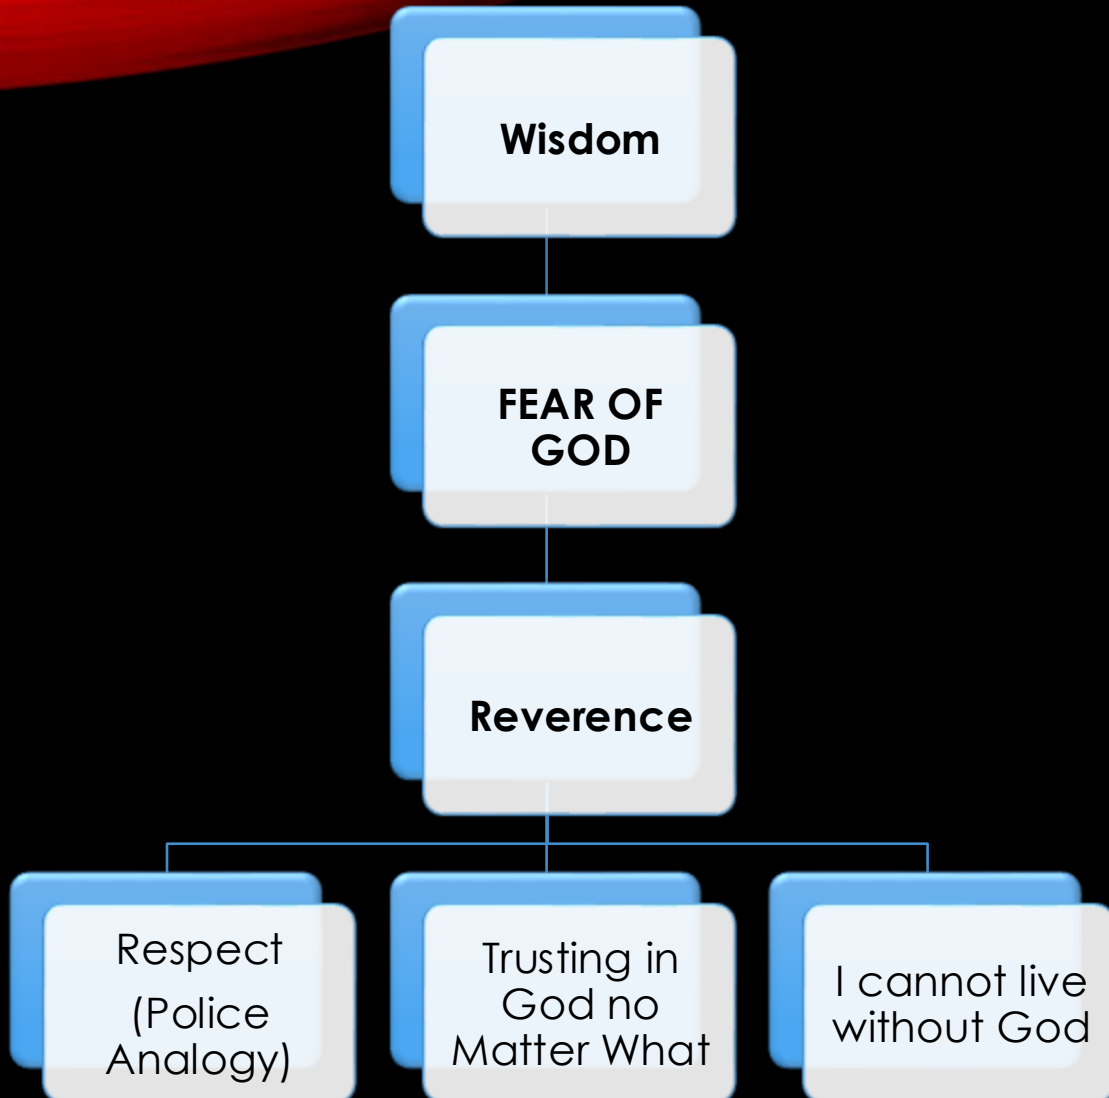 Wisdom
FEAR OF
GOD
Reverence
Respect
(Police
Analogy)
Trusting in
God no
Matter What
I cannot live
without God